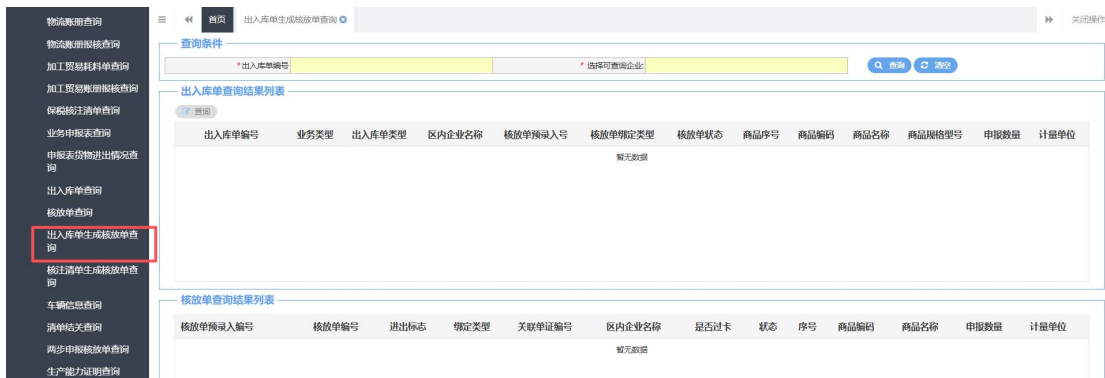 物流账册查询
物流账册报核查询
加工贸易耗料单查询
加工贸易账册报核查询
保税核注清单查询
业务申报表查询
申报表货物进出情况查
询
出入库单查询
核放单查询
出入库单生成核放单查
询
核注清单生成核放单查
询
车辆信息查询
清单结关查询
两步申报核放单查询
生产能力证明查询
首页 出入库单生成核放单查询 关闭操作
查询条件
*出入库单编号 * 选择可查询企业: 查询 清空
出入库单查询结果列表
查询
出入库单编号 业务类型 出入库单类型 区内企业名称 核放单预录入号 核放单绑定类型 核放单状态 商品序号 商品编码 商品名称 商品规格型号 申报数量 计量单位
暂无数据
核放单查询结果列表
核放单预录入编号 核放单编号 进出标志 绑定类型 关联单证编号 区内企业名称 是否过卡 状态 序号 商品编码 商品名称 申报数量 计量单位
暂无数据